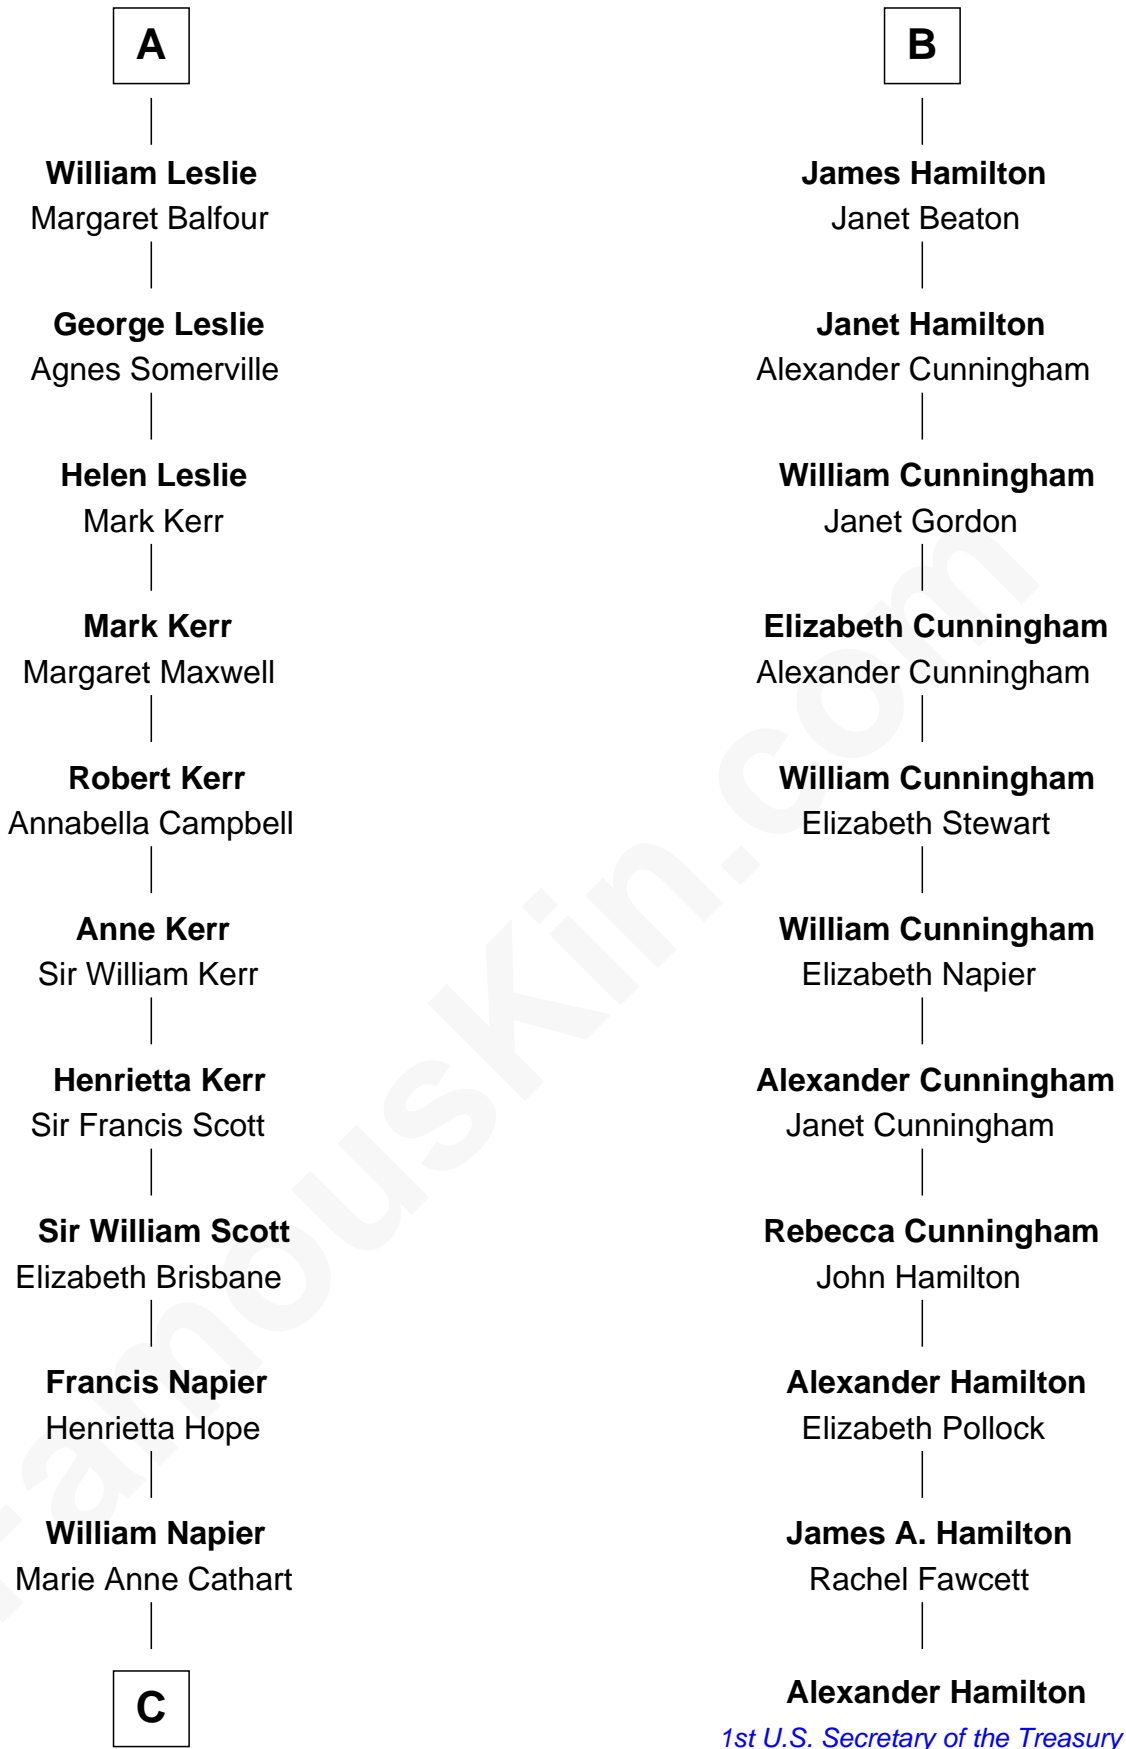 A
William Leslie
Margaret Balfour
George Leslie
Agnes Somerville
Helen Leslie
Mark Kerr
Mark Kerr
Margaret Maxwell
Robert Kerr
Annabella Campbell
Anne Kerr
Sir William Kerr
Henrietta Kerr
Sir Francis Scott
Sir William Scott
Elizabeth Brisbane
Francis Napier
Henrietta Hope
William Napier
Marie Anne Cathart
C
B
James Hamilton
Janet Beaton
Janet Hamilton
Alexander Cunningham
William Cunningham
Janet Gordon
Elizabeth Cunningham
Alexander Cunningham
William Cunningham
Elizabeth Stewart
William Cunningham
Elizabeth Napier
Alexander Cunningham
Janet Cunningham
Rebecca Cunningham
John Hamilton
Alexander Hamilton
Elizabeth Pollock
James A. Hamilton
Rachel Fawcett
Alexander Hamilton
1st U.S. Secretary of the Treasury
FamousKin.com